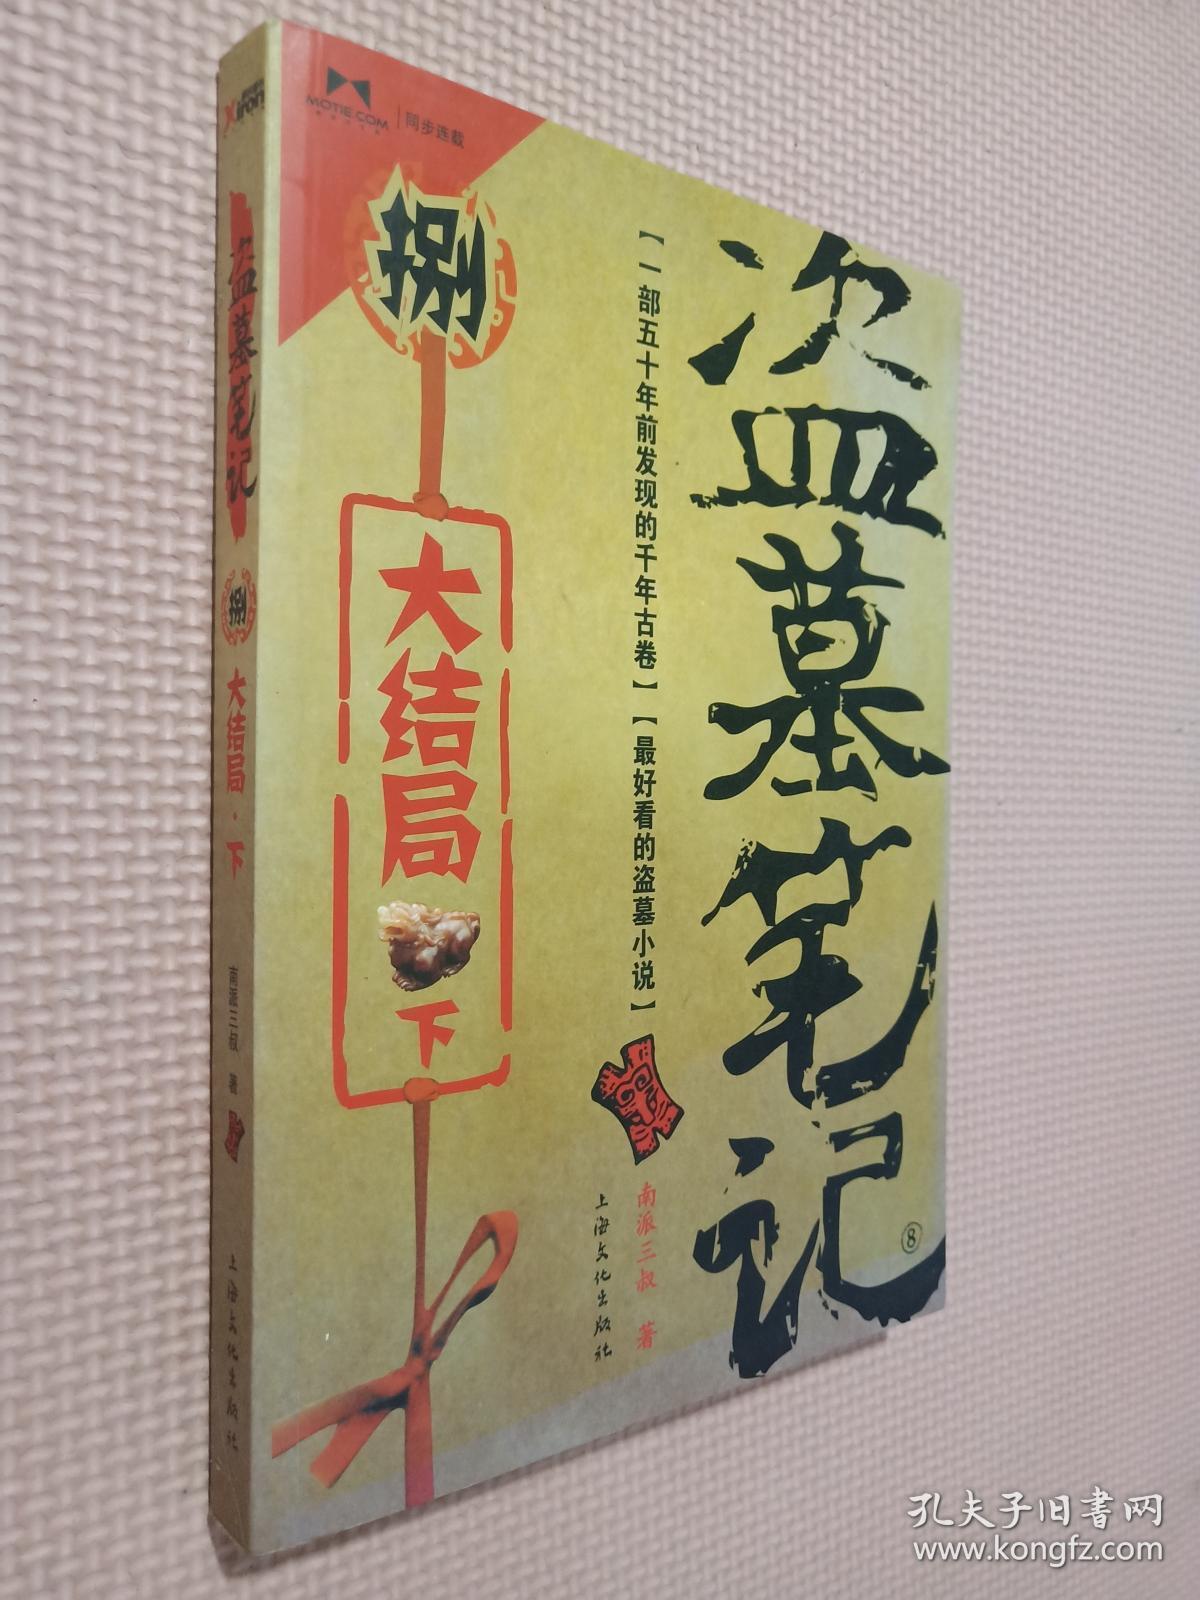 MOTIE.COM
同步连载
捌
大结局
下
【一部五十年前发现的千年古卷】【最好看的盗墓小说】
盗墓笔记
⑧
南派三叔 著
上海文化出版社
盗墓笔记
捌
大结局·下
南派三叔 著
上海文化出版社
孔夫子旧书网
www.kongfz.com